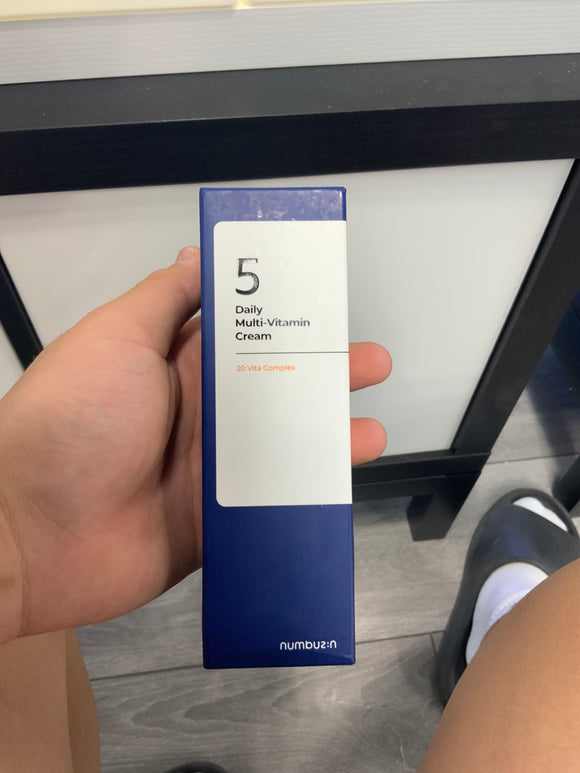 5
Daily
Multi-Vitamin
Cream
20 Vita Complex
numbuz:n